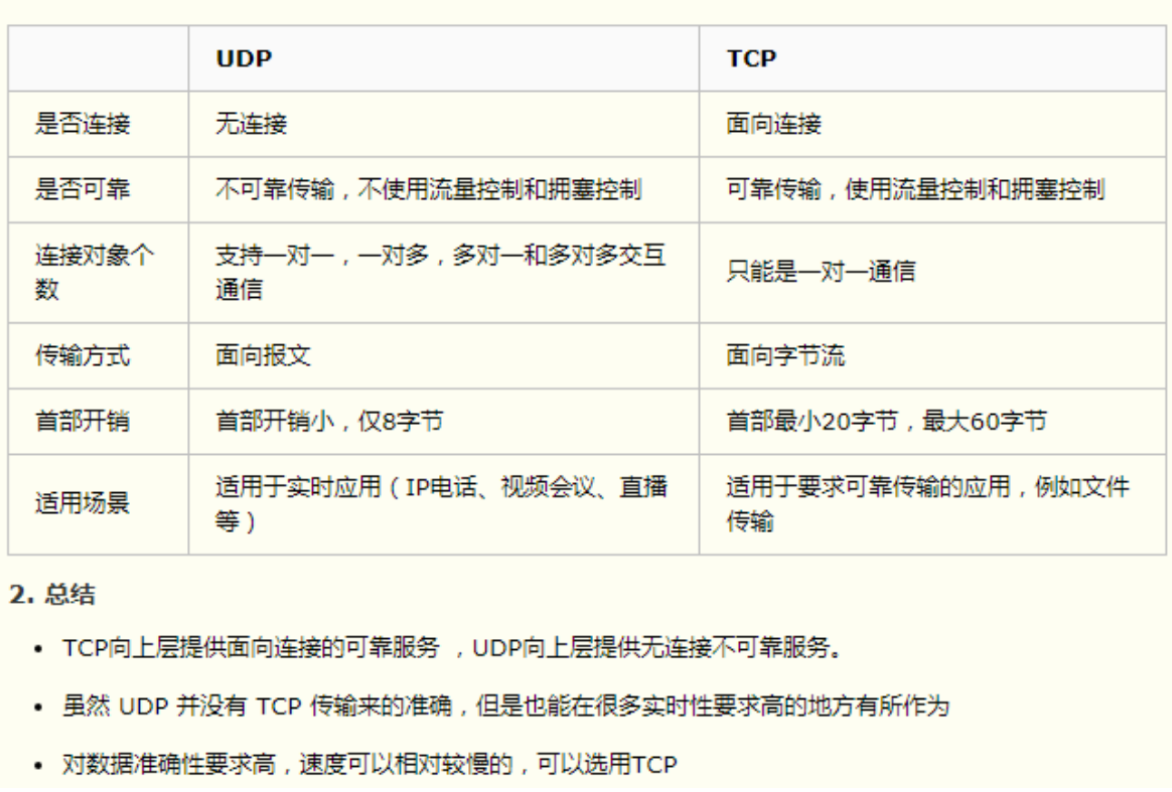 UDP TCP
是否连接 无连接 面向连接
是否可靠 不可靠传输，不使用流量控制和拥塞控制 可靠传输，使用流量控制和拥塞控制
连接对象个
数
支持一对一，一对多，多对一和多对多交互
通信
只能是一对一通信
传输方式 面向报文 面向字节流
首部开销 首部开销小，仅8字节 首部最小20字节，最大60字节
适用场景
适用于实时应用（IP电话、视频会议、直播
等）
适用于要求可靠传输的应用，例如文件
传输
2. 总结
• TCP向上层提供面向连接的可靠服务 ，UDP向上层提供无连接不可靠服务。
• 虽然 UDP 并没有 TCP 传输来的准确，但是也能在很多实时性要求高的地方有所作为
• 对数据准确性要求高，速度可以相对较慢的，可以选用TCP